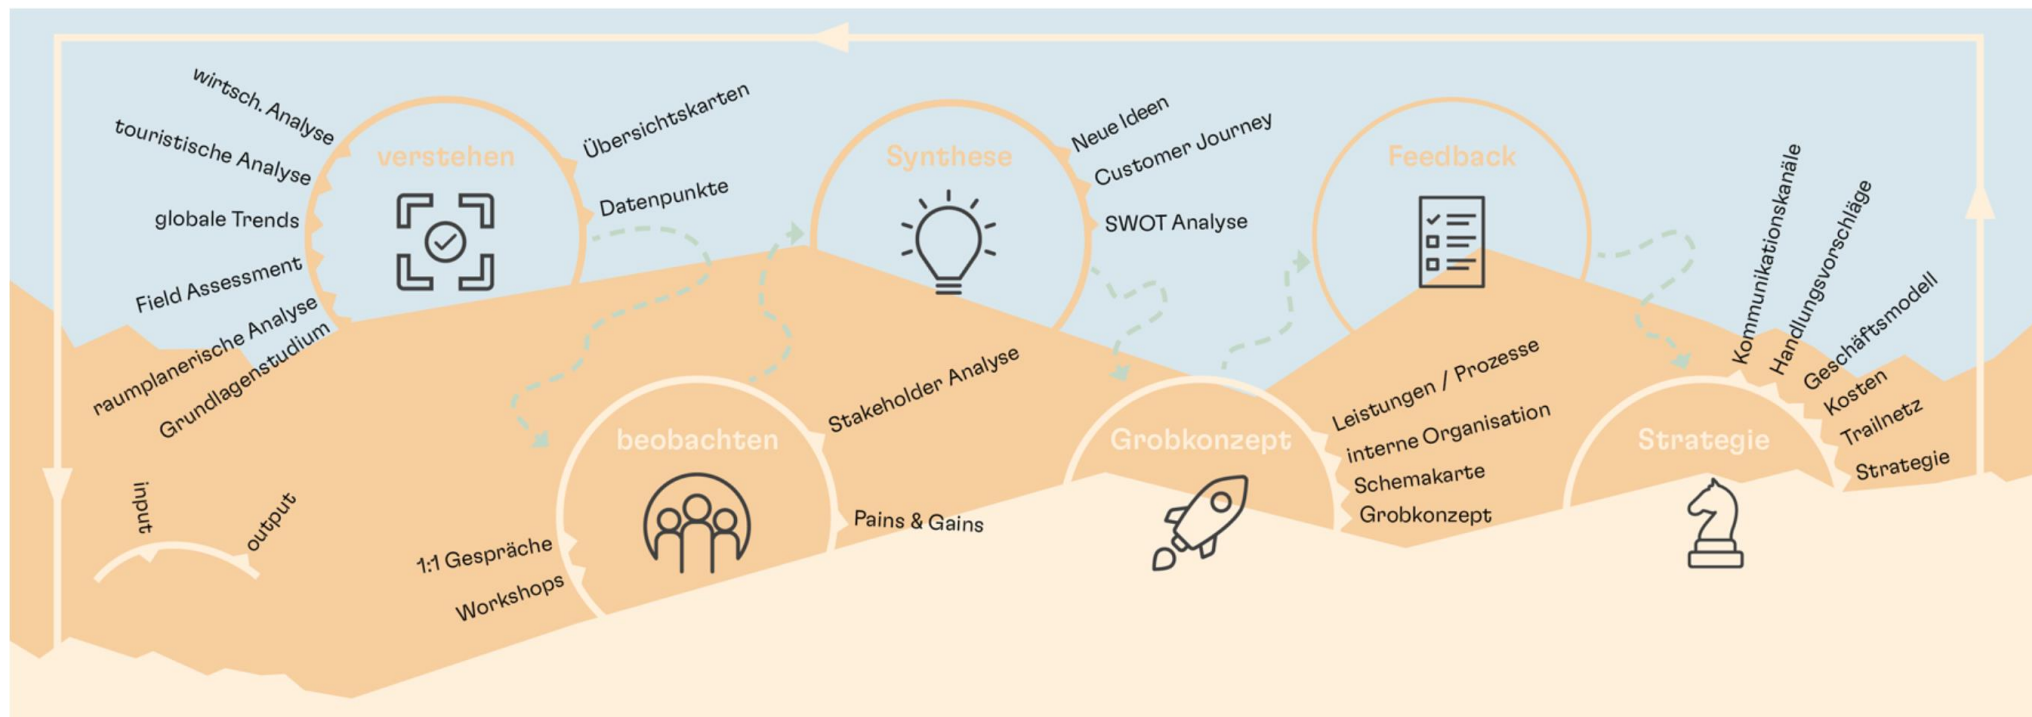 wirtsch. Analyse
touristische Analyse
globale Trends
Field Assessment
raumplanerische Analyse
Grundlagenstudium
verstehen
Übersichtskarten
Datenpunkte
1:1 Gespräche
Workshops
beobachten
Stakeholder Analyse
Pains & Gains
Synthese
Neue Ideen
Customer Journey
SWOT Analyse
Grobkonzept
Leistungen / Prozesse
interne Organisation
Schemakarte
Grobkonzept
Feedback
Strategie
Kommunikationskanäle
Handlungsvorschläge
Geschäftsmodell
Kosten
Trailnetz
Strategie
input
output